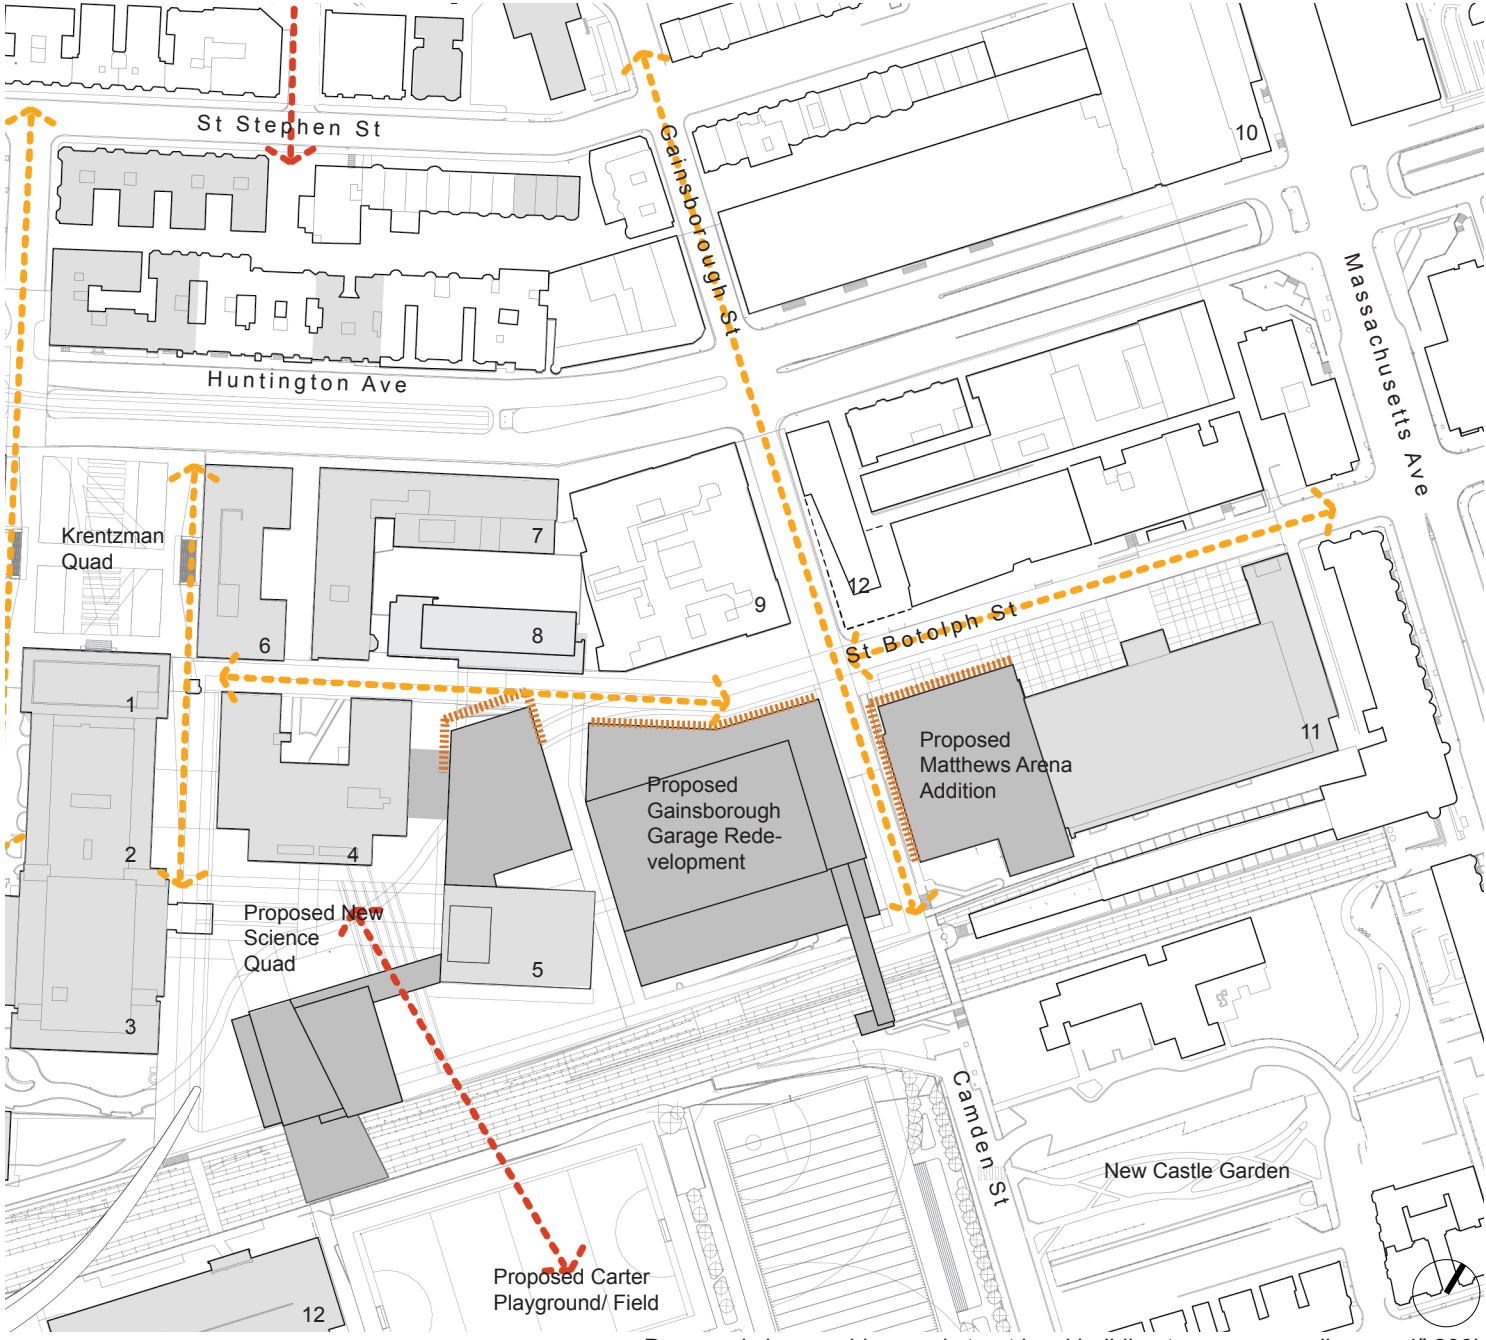 St Stephen St
Gainsborough St
10
Massachusetts Ave
Huntington Ave
Krentzman
Quad
7
12
9
8
6
St Botolph St
1
11
Proposed
Matthews Arena
Addition
Proposed
Gainsborough
Garage Rede-
velopment
2
4
Proposed New
Science
Quad
5
3
Camden St
New Castle Garden
Proposed Carter
Playground/ Field
12